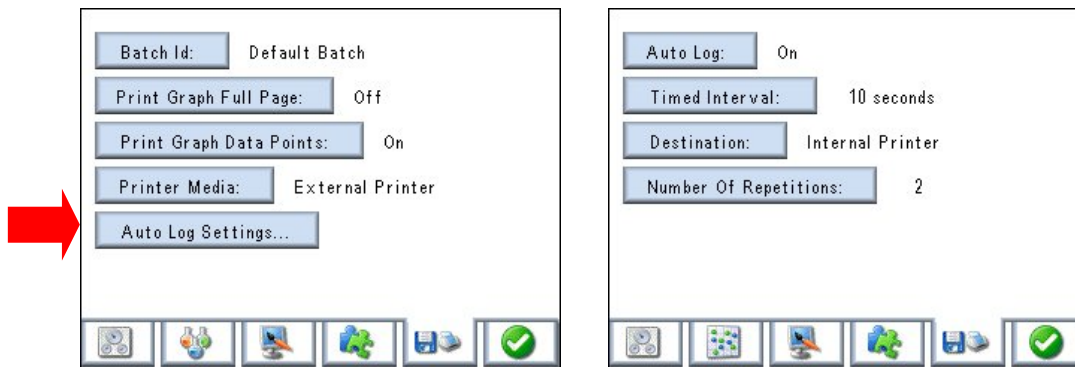 Batch Id: Default Batch
Print Graph Full Page: Off
Print Graph Data Points: On
Printer Media: External Printer
Auto Log Settings...
Auto Log: On
Timed Interval: 10 seconds
Destination: Internal Printer
Number Of Repetitions: 2